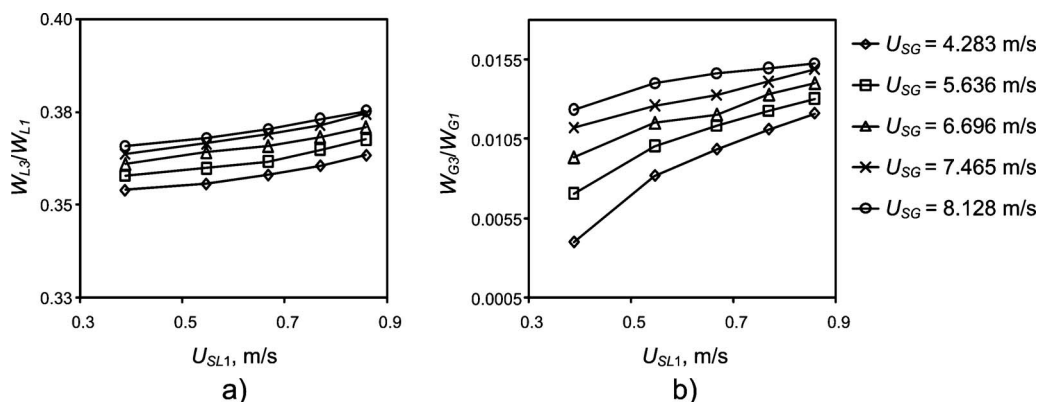 0.40
0.38
0.35
0.33
W_L3/W_L1
0.3 0.5 0.7 0.9
U_SL1, m/s
a)
0.0155
0.0105
0.0055
0.0005
W_G3/W_G1
0.3 0.5 0.7 0.9
U_SL1, m/s
b)
U_SG = 4.283 m/s
U_SG = 5.636 m/s
U_SG = 6.696 m/s
U_SG = 7.465 m/s
U_SG = 8.128 m/s